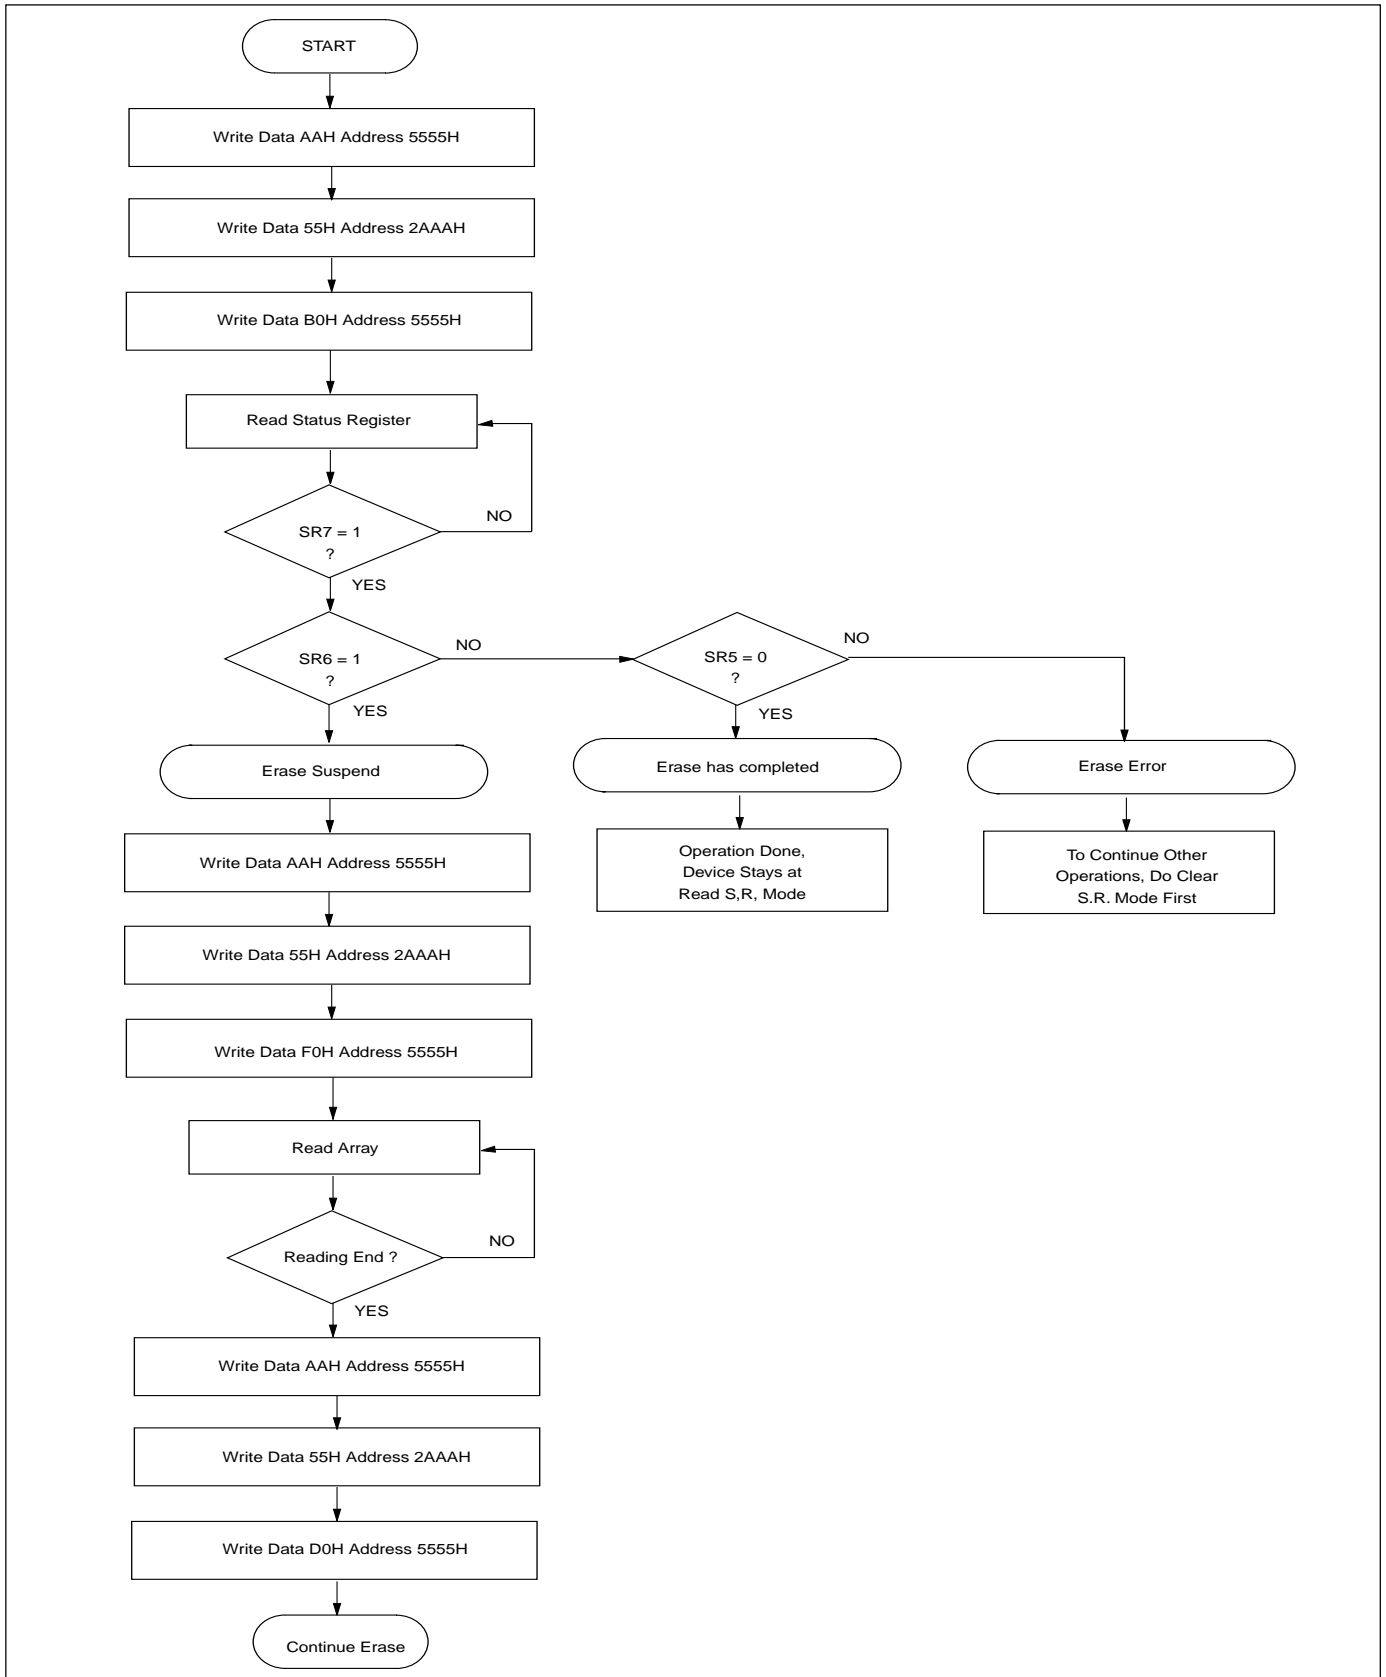 START
Write Data AAH Address 5555H
Write Data 55H Address 2AAAH
Write Data B0H Address 5555H
Read Status Register
NO
SR7 = 1
?
YES
NO
SR6 = 1
?
YES
NO
SR5 = 0
?
YES
Erase Suspend
Erase has completed
Erase Error
Write Data AAH Address 5555H
Operation Done,
Device Stays at
Read S,R, Mode
To Continue Other
Operations, Do Clear
S.R. Mode First
Write Data 55H Address 2AAAH
Write Data F0H Address 5555H
Read Array
NO
Reading End ?
YES
Write Data AAH Address 5555H
Write Data 55H Address 2AAAH
Write Data D0H Address 5555H
Continue Erase